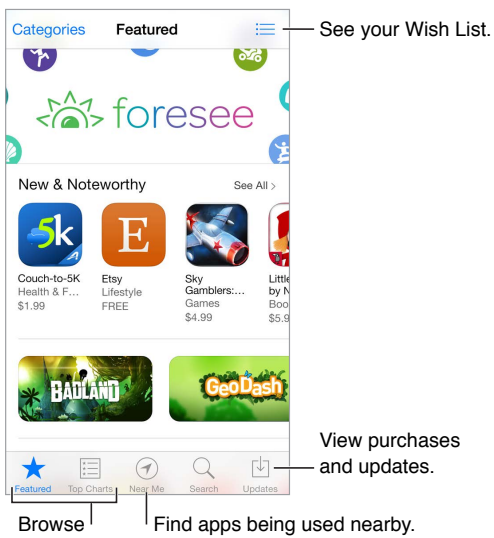 Categories Featured
See your Wish List.
foresee
New & Noteworthy See All >
5k
E
Couch-to-5K
Health & F...
$1.99
Etsy
Lifestyle
FREE
Sky
Gamblers:...
Games
$4.99
Little
by N
Boo
$5.9
BADLAND
GeoDash
View purchases
and updates.
Featured Top Charts Near Me Search Updates
Browse
Find apps being used nearby.